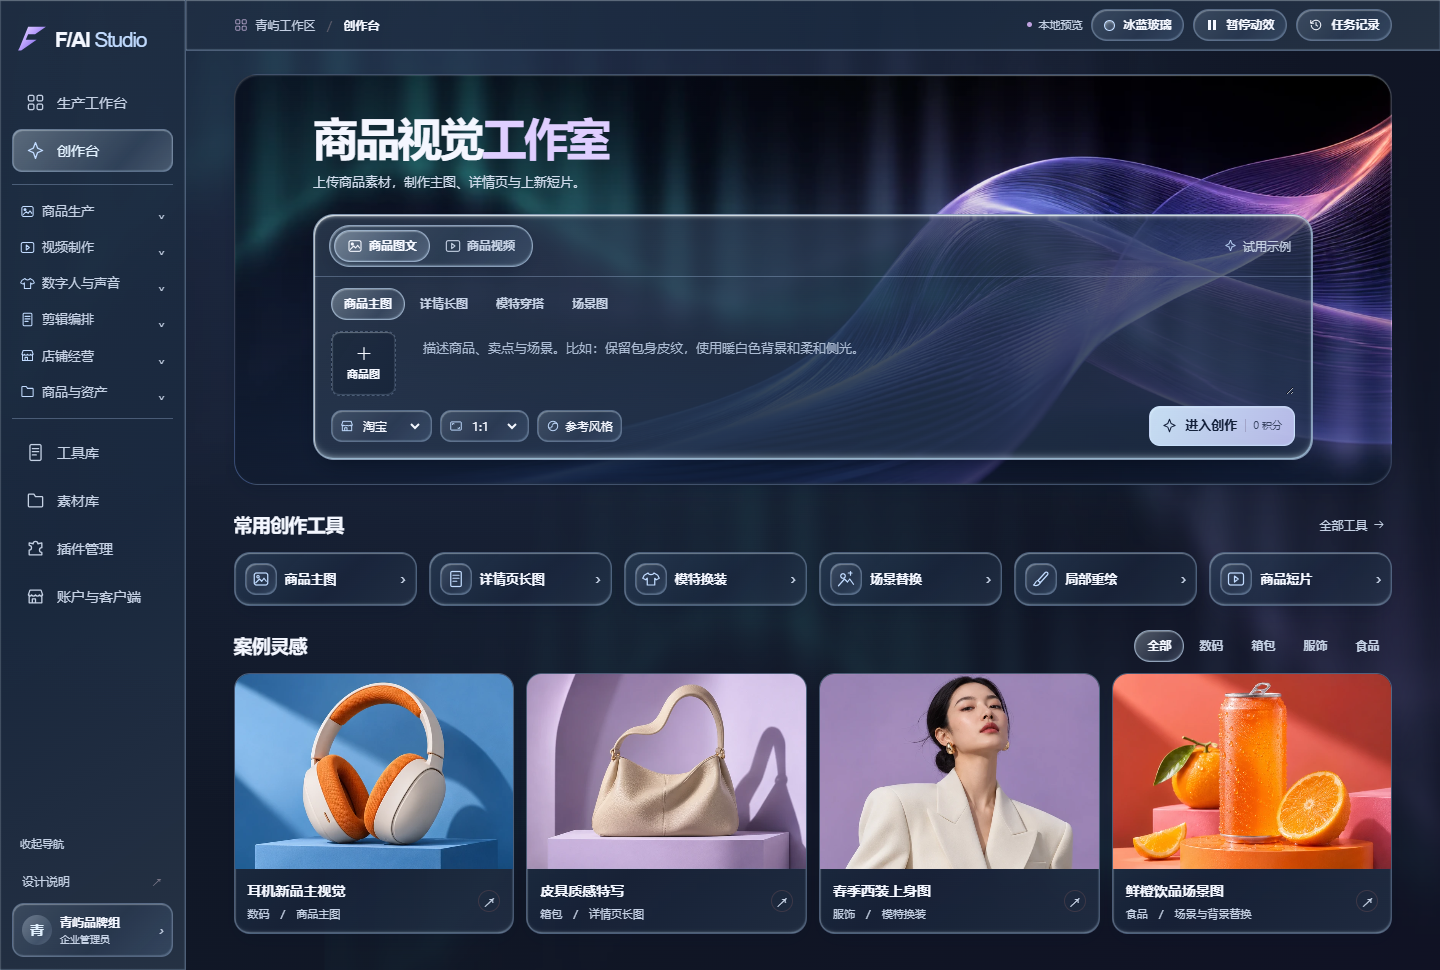 F/AI Studio
生产工作台
创作台
商品生产
视频制作
数字人与声音
剪辑编排
店铺经营
商品与资产
工具库
素材库
插件管理
账户与客户端
收起导航
设计说明
青
青屿品牌组
企业管理员
青屿工作区 / 创作台
本地预览
冰蓝玻璃
暂停动效
任务记录
商品视觉工作室
上传商品素材，制作主图、详情页与上新短片。
商品图文 商品视频
试用示例
商品主图 详情长图 模特穿搭 场景图
商品图
描述商品、卖点与场景。比如：保留包身皮纹，使用暖白色背景和柔和侧光。
淘宝 1:1 参考风格
进入创作 0 积分
常用创作工具
全部工具 →
商品主图 详情页长图 模特换装 场景替换 局部重绘 商品短片
案例灵感
全部 数码 箱包 服饰 食品
耳机新品主视觉
数码 / 商品主图
皮具质感特写
箱包 / 详情页长图
春季西装上身图
服饰 / 模特换装
鲜橙饮品场景图
食品 / 场景与背景替换